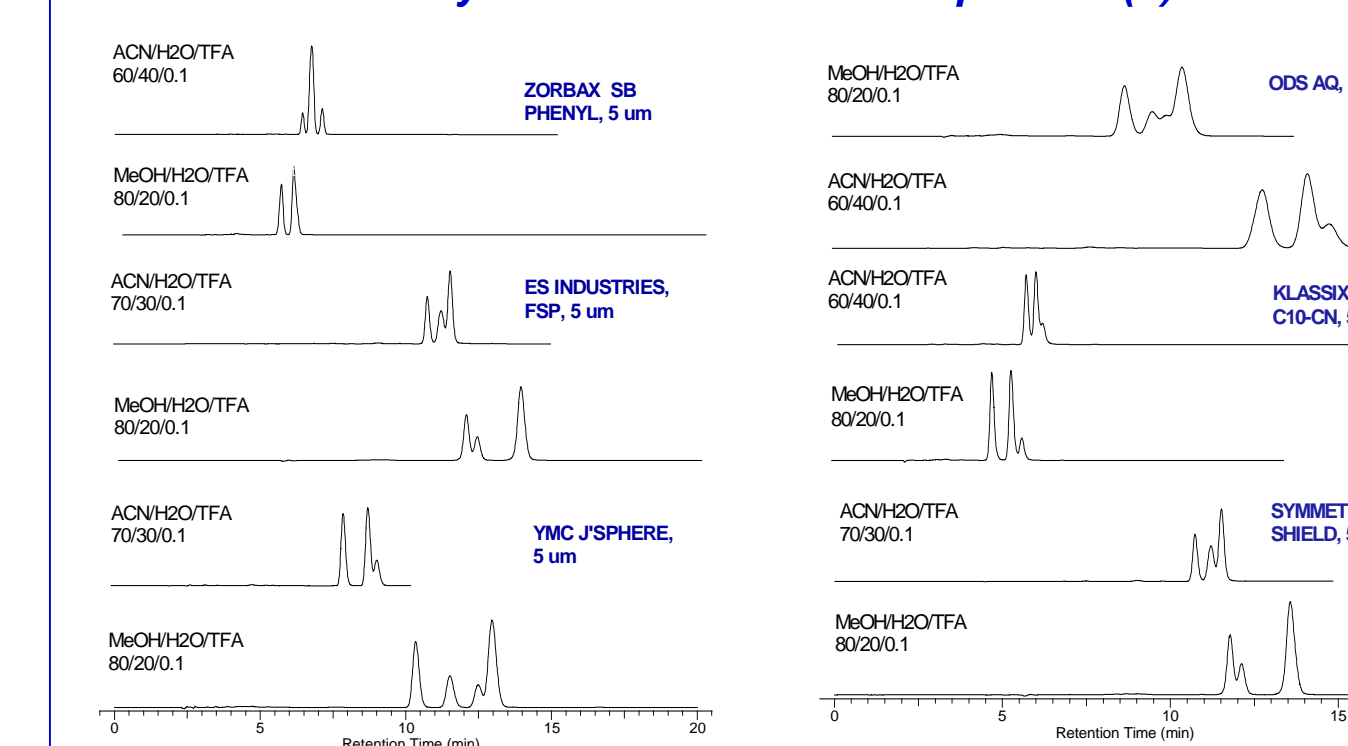 ACN/H2O/TFA
60/40/0.1
ZORBAX SB
PHENYL, 5 um
MeOH/H2O/TFA
80/20/0.1
ACN/H2O/TFA
70/30/0.1
ES INDUSTRIES,
FSP, 5 um
MeOH/H2O/TFA
80/20/0.1
ACN/H2O/TFA
70/30/0.1
YMC J'SPHERE,
5 um
MeOH/H2O/TFA
80/20/0.1
0 5 10 15 20
Retention Time (min)
MeOH/H2O/TFA
80/20/0.1
ODS AQ,
ACN/H2O/TFA
60/40/0.1
ACN/H2O/TFA
60/40/0.1
KLASSIX
C10-CN,
MeOH/H2O/TFA
80/20/0.1
ACN/H2O/TFA
70/30/0.1
SYMMET
SHIELD,
MeOH/H2O/TFA
80/20/0.1
0 5 10 15
Retention Time (min)